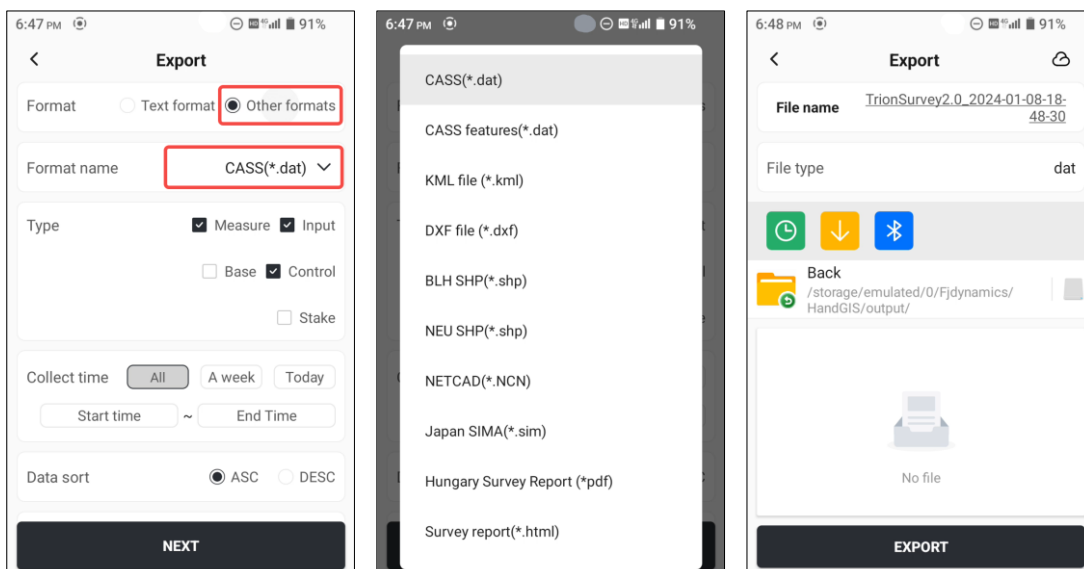 6:47 PM 4G 91%
Export
Format Text format Other formats
Format name CASS(*.dat)
Type Measure Input
Base Control
Stake
Collect time All A week Today
Start time ~ End Time
Data sort ASC DESC
NEXT
6:47 PM 91%
CASS(*.dat)
CASS features(*.dat)
KML file (*.kml)
DXF file (*.dxf)
BLH SHP(*.shp)
NEU SHP(*.shp)
NETCAD(*.NCN)
Japan SIMA(*.sim)
Hungary Survey Report (*pdf)
Survey report(*.html)
6:48 PM 4G 91%
Export
File name TrionSurvey2.0_2024-01-08-18-
48-30
File type dat
Back
/storage/emulated/0/Fjdynamics/
HandGIS/output/
No file
EXPORT